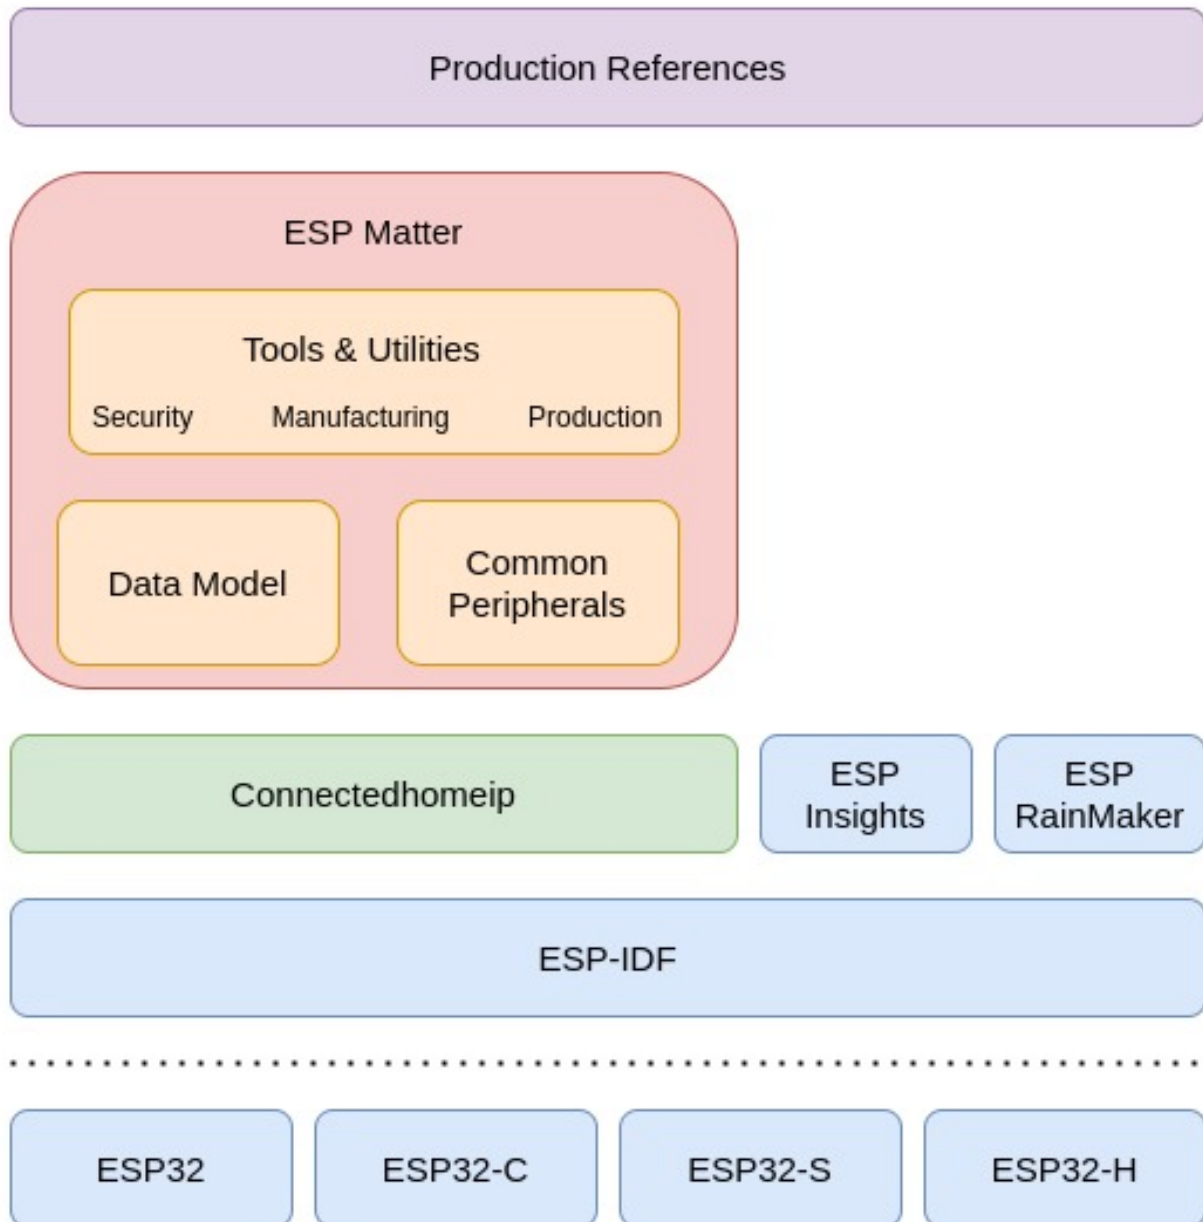 Production References
ESP Matter
Tools & Utilities
Security Manufacturing Production
Data Model
Common
Peripherals
Connectedhomeip
ESP
Insights
ESP
RainMaker
ESP-IDF
ESP32
ESP32-C
ESP32-S
ESP32-H